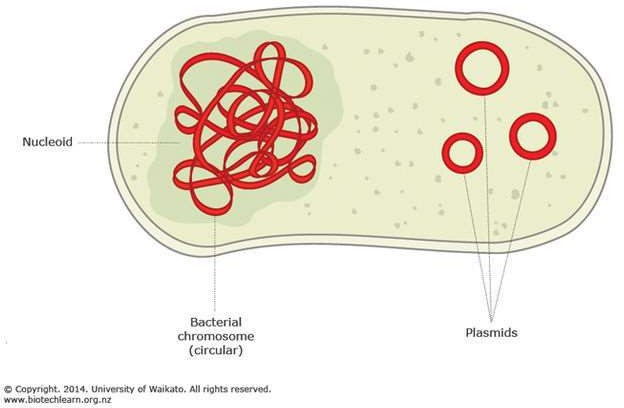 Nucleoid
Bacterial
chromosome
(circular)
Plasmids
© Copyright. 2014. University of Waikato. All rights reserved.
www.biotechlearn.org.nz